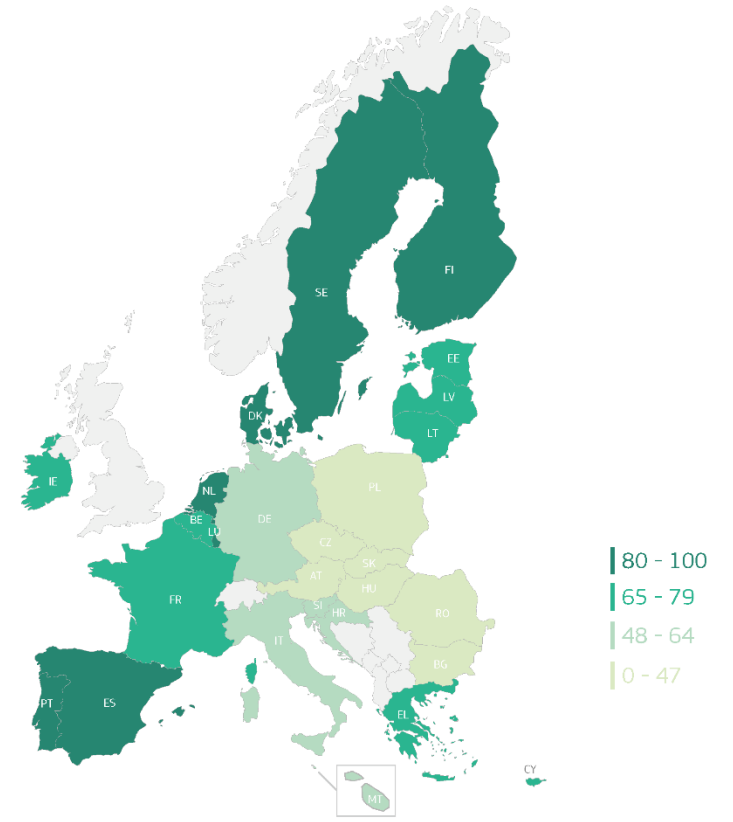 FI
SE
EE
LV
DK
LT
IE
NL
PL
BE
DE
LU
CZ
SK
AT
HU
FR
SI
HR
RO
IT
BG
PT
ES
EL
CY
MT
80 - 100
65 - 79
48 - 64
0 - 47